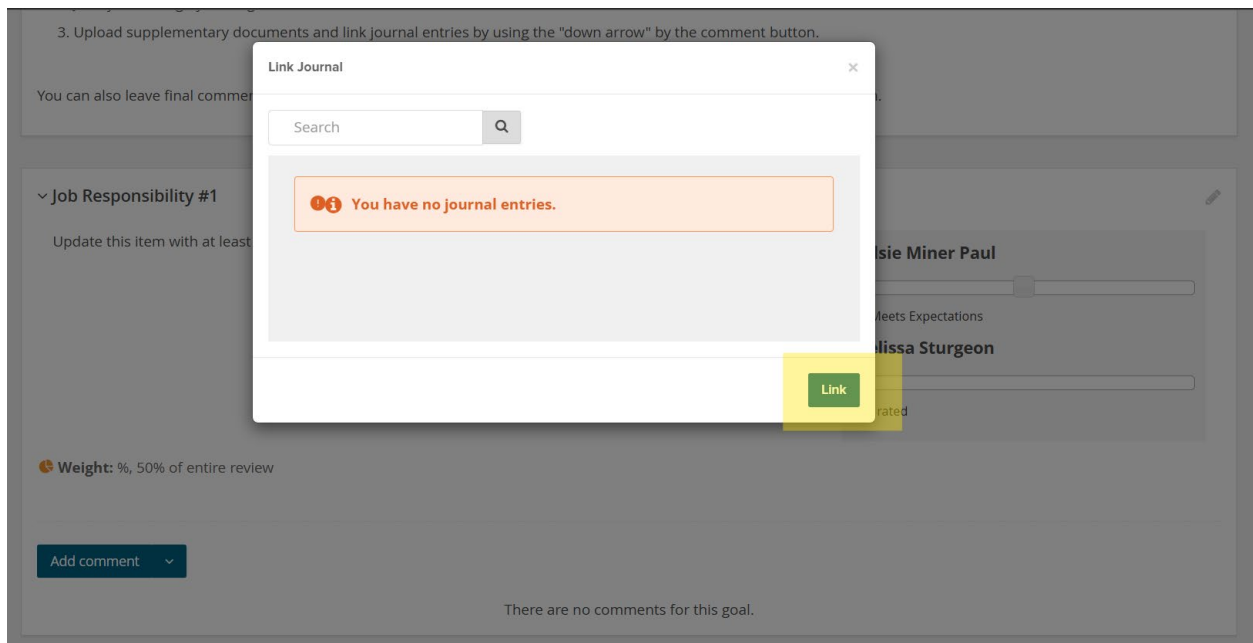 3. Upload supplementary documents and link journal entries by using the "down arrow" by the comment button.
Link Journal
×
You can also leave final commen
Search
You have no journal entries.
Job Responsibility #1
Update this item with at least
lsie Miner Paul
Meets Expectations
elissa Sturgeon
rated
Link
Weight: %, 50% of entire review
Add comment
There are no comments for this goal.